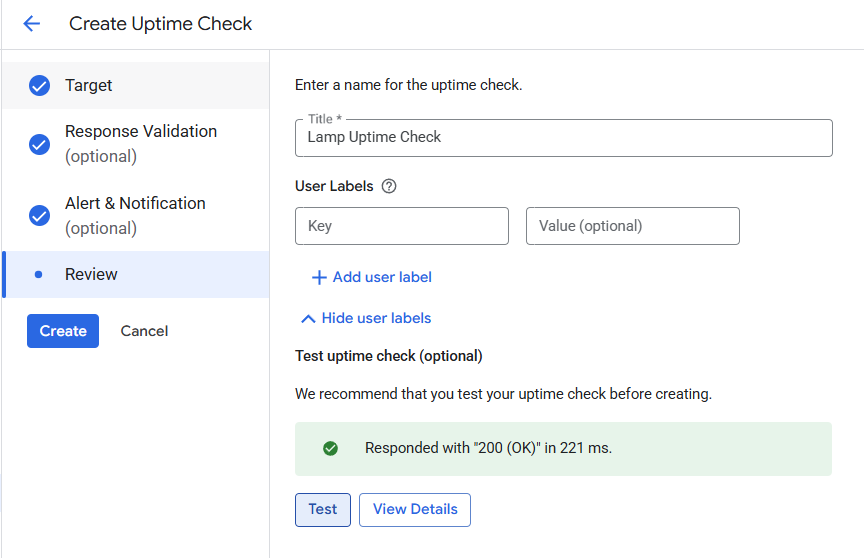 Create Uptime Check
Target
Response Validation
(optional)
Alert & Notification
(optional)
Review
Create
Cancel
Enter a name for the uptime check.
Title *
Lamp Uptime Check
User Labels
Key
Value (optional)
Add user label
Hide user labels
Test uptime check (optional)
We recommend that you test your uptime check before creating.
Responded with "200 (OK)" in 221 ms.
Test
View Details